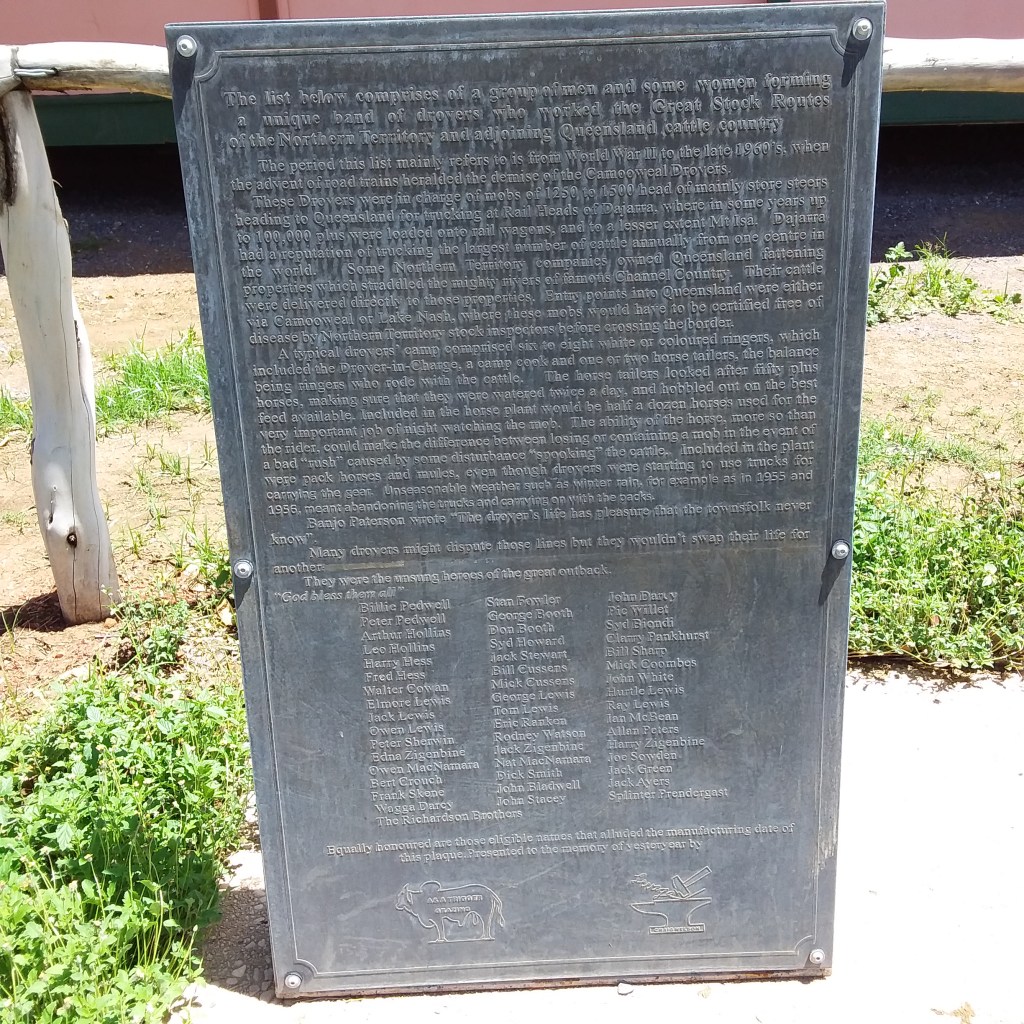 The list below comprises of a group of men and some women forming
a unique band of drovers who worked the Great Stock Routes
of the Northern Territory and adjoining Queensland cattle country
The period this list mainly refers to is from World War II to the late 1960's, when
the advent of road trains heralded the demise of the Camooweal Drovers.
These Drovers were in charge of mobs of 1250 to 1500 head of mainly store steers
heading to Queensland for trucking at Rail Heads of Dajarra, where in some years up
to 100,000 plus were loaded onto rail wagons, and to a lesser extent Mt Isa. Dajarra
had a reputation of trucking the largest number of cattle annually from one centre in
the world. Some Northern Territory companies owned Queensland fattening
properties which straddled the mighty rivers of famous Channel Country. Their cattle
were delivered directly to those properties. Entry points into Queensland were either
via Camooweal or Lake Nash, where these mobs would have to be certified free of
disease by Northern Territory stock inspectors before crossing the border.
A typical drovers' camp comprised six to eight white or coloured ringers, which
included the Drover-in-Charge, a camp cook and one or two horse tailers, the balance
being ringers who rode with the cattle. The horse tailers looked after fifty plus
horses, making sure that they were watered twice a day, and hobbled out on the best
feed available. Included in the horse plant would be half a dozen horses used for the
very important job of night watching the mob. The ability of the horse, more so than
the rider, could make the difference between losing or containing a mob in the event of
a bad "rush" caused by some disturbance "spooking" the cattle. Included in the plant
were pack horses and mules, even though drovers were starting to use trucks for
carrying the gear. Unseasonable weather such as winter rain, for example as in 1955 and
1956, meant abandoning the trucks and carrying on with the packs.
Banjo Paterson wrote "The drover's life has pleasure that the townsfolk never
know".
Many drovers might dispute those lines but they wouldn't swap their life for
another
They were the unsung heroes of the great outback.
"God bless them all"
Billie Pedwell Stan Fowler John Darcy
Peter Pedwell George Booth Pic Willet
Arthur Hollins Don Booth Syd Biondi
Leo Hollins Syd Howard Clarry Pankhurst
Harry Hess Jack Stewart Bill Sharp
Fred Hess Bill Cussens Mick Coombes
Walter Cowan Mick Cussens John White
Elmore Lewis George Lewis Hurtle Lewis
Jack Lewis Tom Lewis Ray Lewis
Owen Lewis Eric Ranken Ian McBean
Peter Sherwin Rodney Watson Allan Peters
Edna Zigenbine Jack Zigenbine Harry Zigenbine
Owen MacNamara Nat MacNamara Joe Sowden
Bert Crouch Dick Smith Jack Green
Frank Skene John Bladwell Jack Ayers
Wagga Darcy John Stacey Splinter Prendergast
The Richardson Brothers
Equally honoured are those eligible names that alluded the manufacturing date of
this plaque. Presented to the memory of yesteryear by
GRAZING